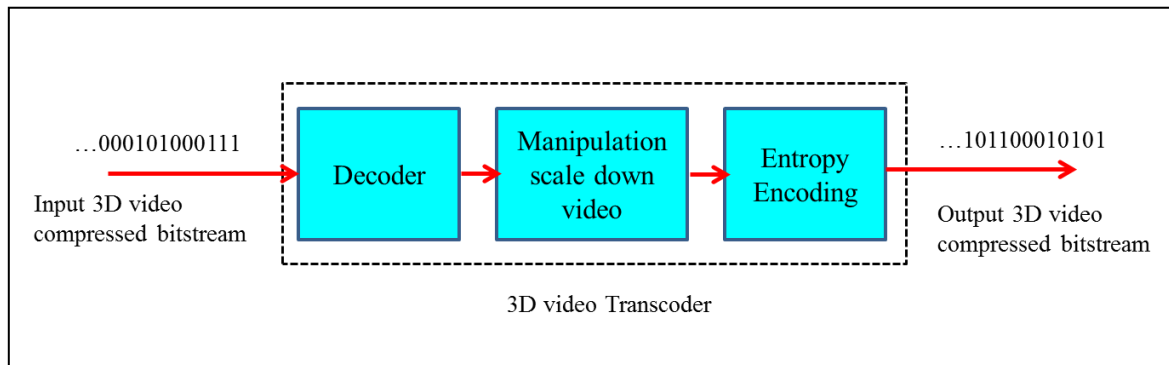 …000101000111
Input 3D video
compressed bitstream
Decoder
Manipulation
scale down
video
Entropy
Encoding
…101100010101
Output 3D video
compressed bitstream
3D video Transcoder